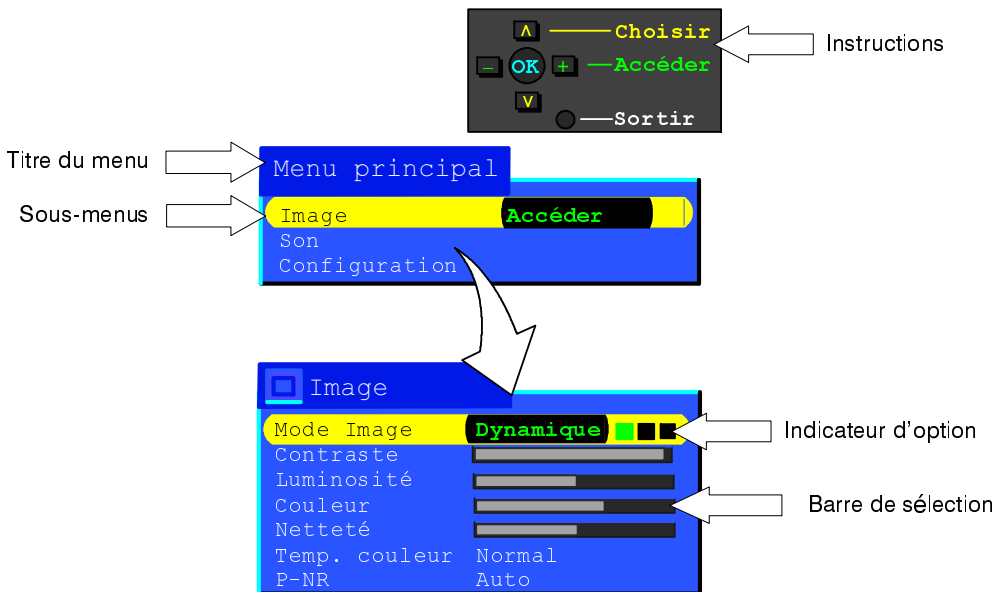 ∧ Choisir
Instructions
- OK + Accéder
∨
Sortir
Titre du menu
Menu principal
Sous-menus
Image Accéder
Son
Configuration
Image
Mode Image Dynamique
Indicateur d'option
Contraste
Luminosité
Couleur
Barre de sélection
Netteté
Temp. couleur Normal
P-NR Auto